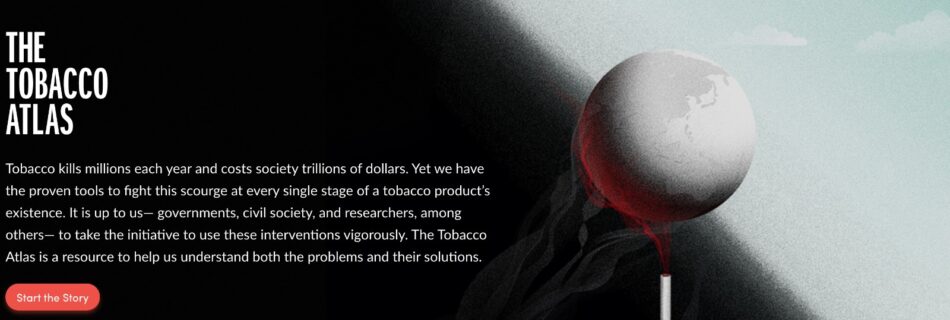 THE
TOBACCO
ATLAS
Tobacco kills millions each year and costs society trillions of dollars. Yet we have
the proven tools to fight this scourge at every single stage of a tobacco product's
existence. It is up to us— governments, civil society, and researchers, among
others— to take the initiative to use these interventions vigorously. The Tobacco
Atlas is a resource to help us understand both the problems and their solutions.
Start the Story